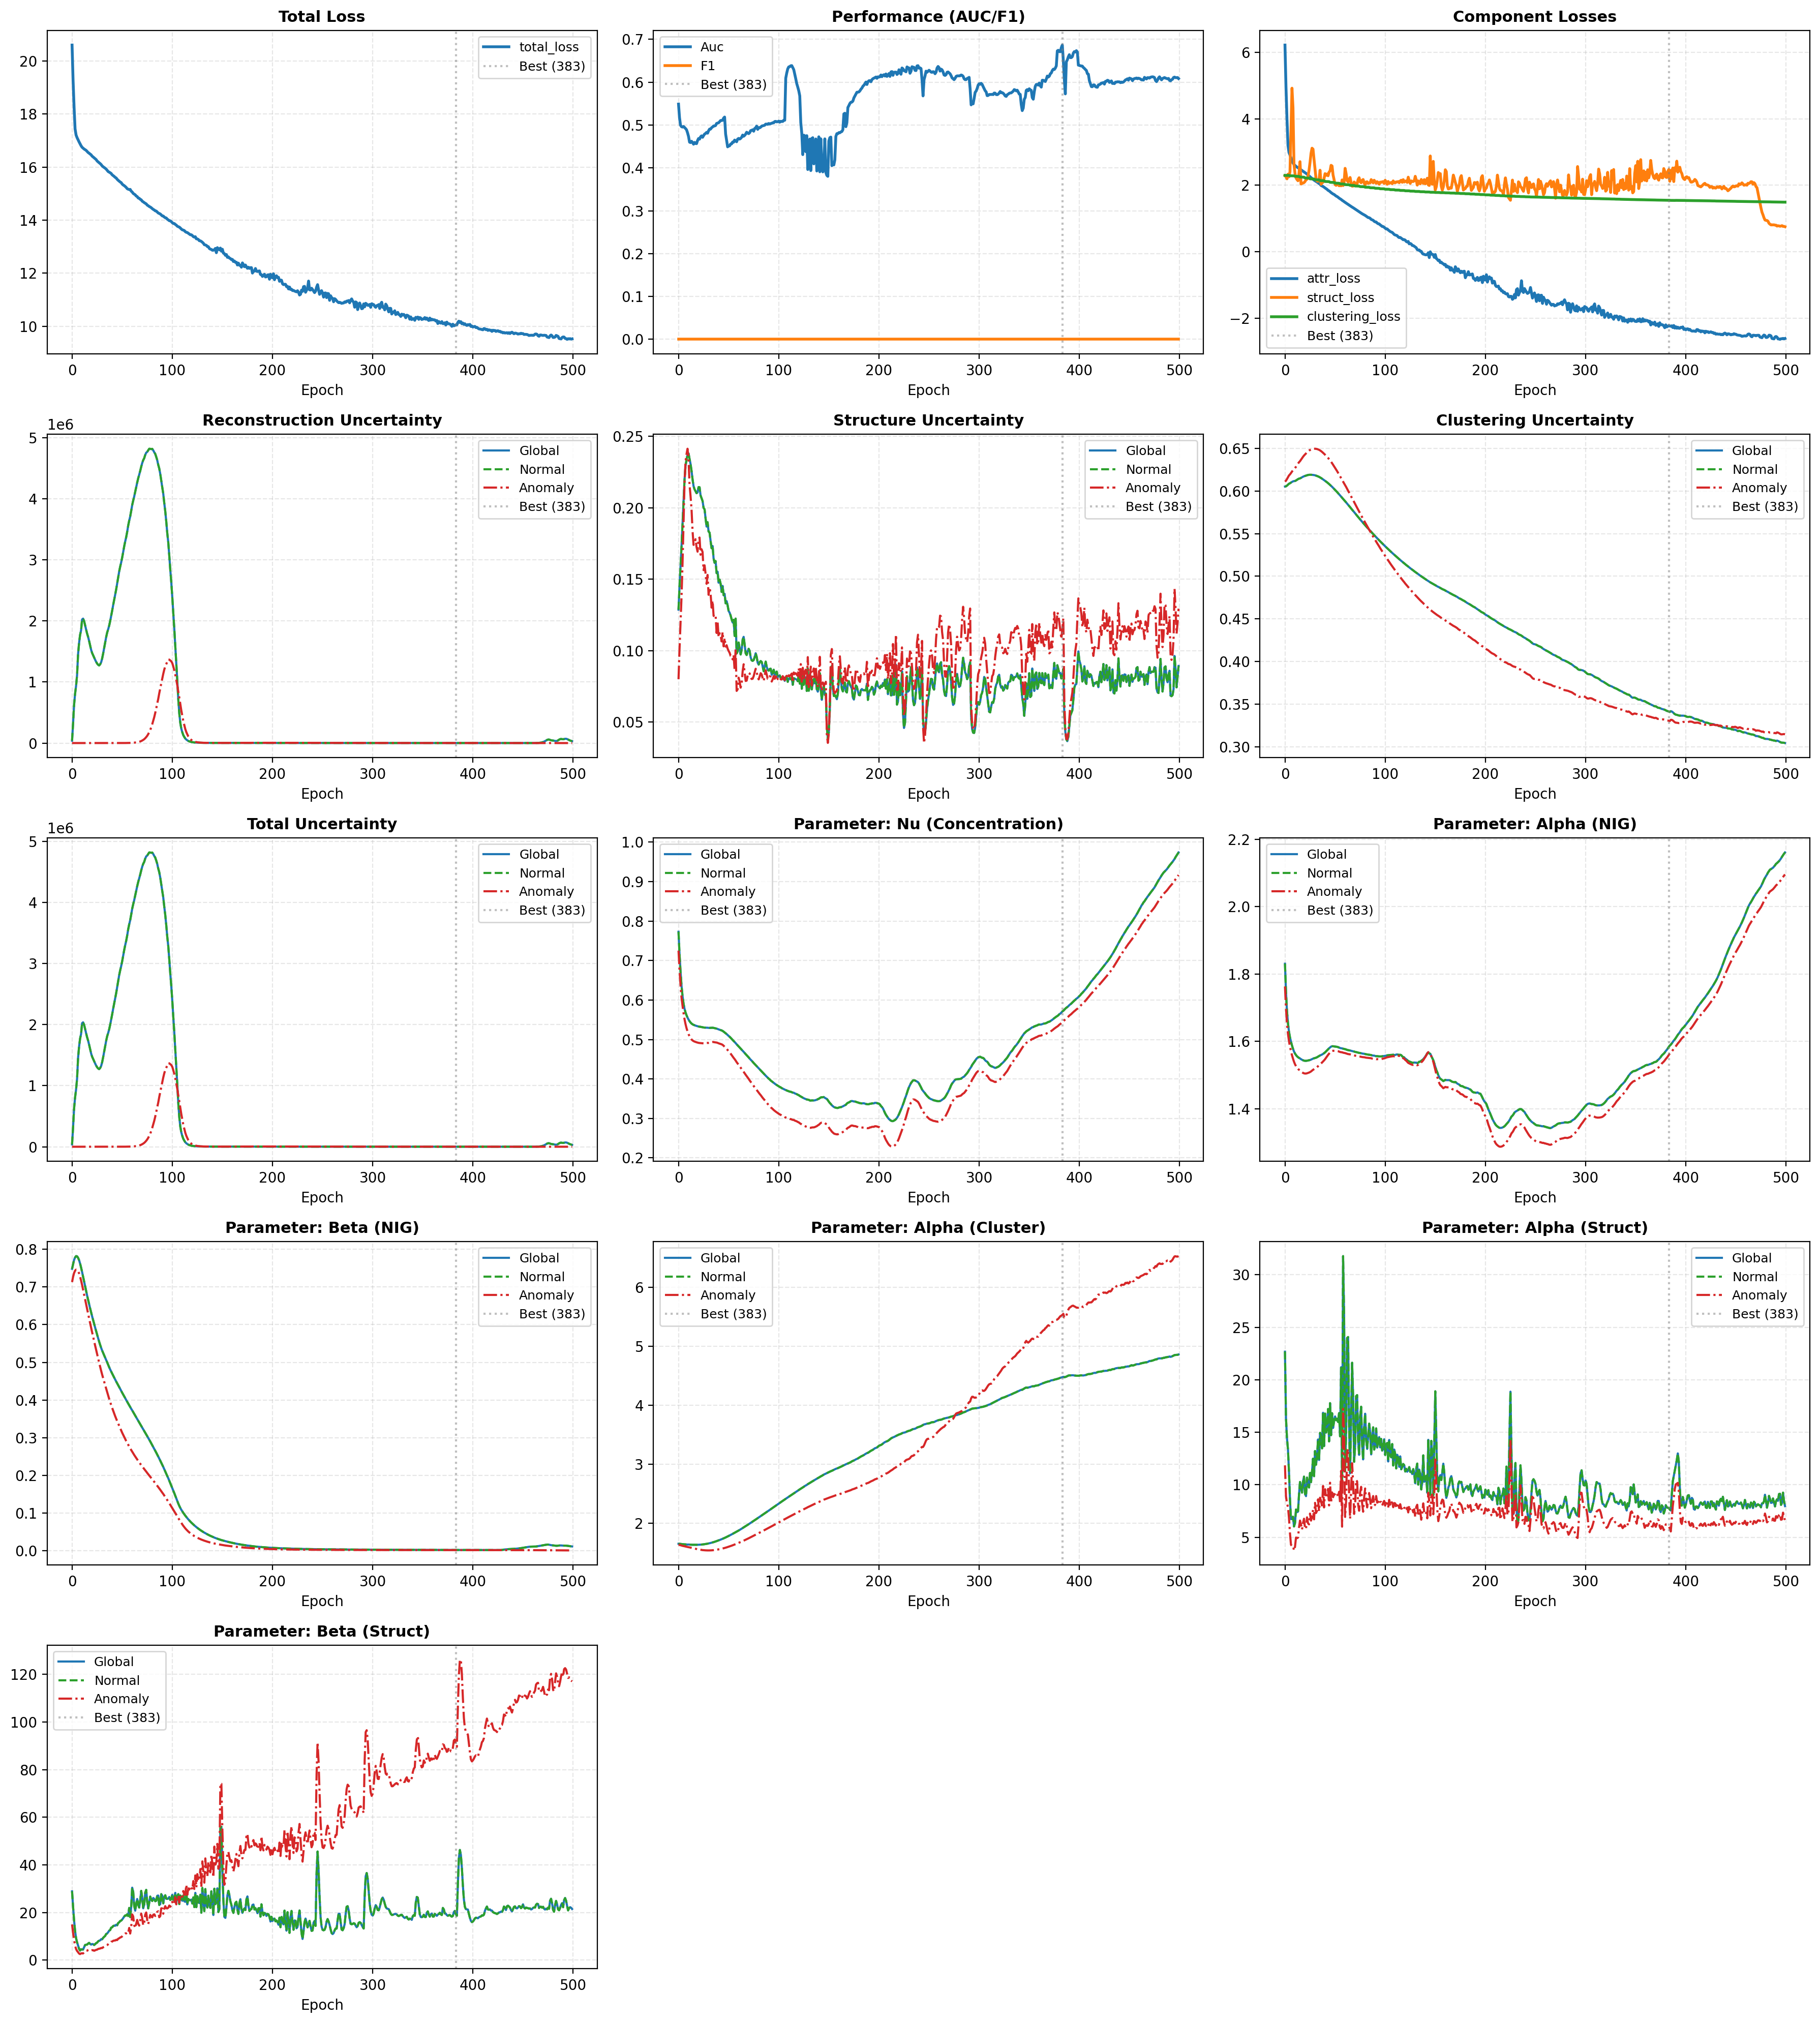 Total Loss
20
18
16
14
12
10
0
100
200
300
400
500
Epoch
total_loss
Best (383)
Performance (AUC/F1)
0.7
0.6
0.5
0.4
0.3
0.2
0.1
0.0
0
100
200
300
400
500
Epoch
Auc
F1
Best (383)
Component Losses
6
4
2
0
−2
0
100
200
300
400
500
Epoch
attr_loss
struct_loss
clustering_loss
Best (383)
Reconstruction Uncertainty
1e6
5
4
3
2
1
0
0
100
200
300
400
500
Epoch
Global
Normal
Anomaly
Best (383)
Structure Uncertainty
0.25
0.20
0.15
0.10
0.05
0
100
200
300
400
500
Epoch
Global
Normal
Anomaly
Best (383)
Clustering Uncertainty
0.65
0.60
0.55
0.50
0.45
0.40
0.35
0.30
0
100
200
300
400
500
Epoch
Global
Normal
Anomaly
Best (383)
Total Uncertainty
1e6
5
4
3
2
1
0
0
100
200
300
400
500
Epoch
Global
Normal
Anomaly
Best (383)
Parameter: Nu (Concentration)
1.0
0.9
0.8
0.7
0.6
0.5
0.4
0.3
0.2
0
100
200
300
400
500
Epoch
Global
Normal
Anomaly
Best (383)
Parameter: Alpha (NIG)
2.2
2.0
1.8
1.6
1.4
0
100
200
300
400
500
Epoch
Global
Normal
Anomaly
Best (383)
Parameter: Beta (NIG)
0.8
0.7
0.6
0.5
0.4
0.3
0.2
0.1
0.0
0
100
200
300
400
500
Epoch
Global
Normal
Anomaly
Best (383)
Parameter: Alpha (Cluster)
6
5
4
3
2
0
100
200
300
400
500
Epoch
Global
Normal
Anomaly
Best (383)
Parameter: Alpha (Struct)
30
25
20
15
10
5
0
100
200
300
400
500
Epoch
Global
Normal
Anomaly
Best (383)
Parameter: Beta (Struct)
120
100
80
60
40
20
0
0
100
200
300
400
500
Epoch
Global
Normal
Anomaly
Best (383)